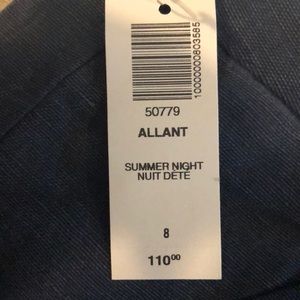 1000000803585
50779
ALLANT
SUMMER NIGHT
NUIT DÉTÉ
8
110.00